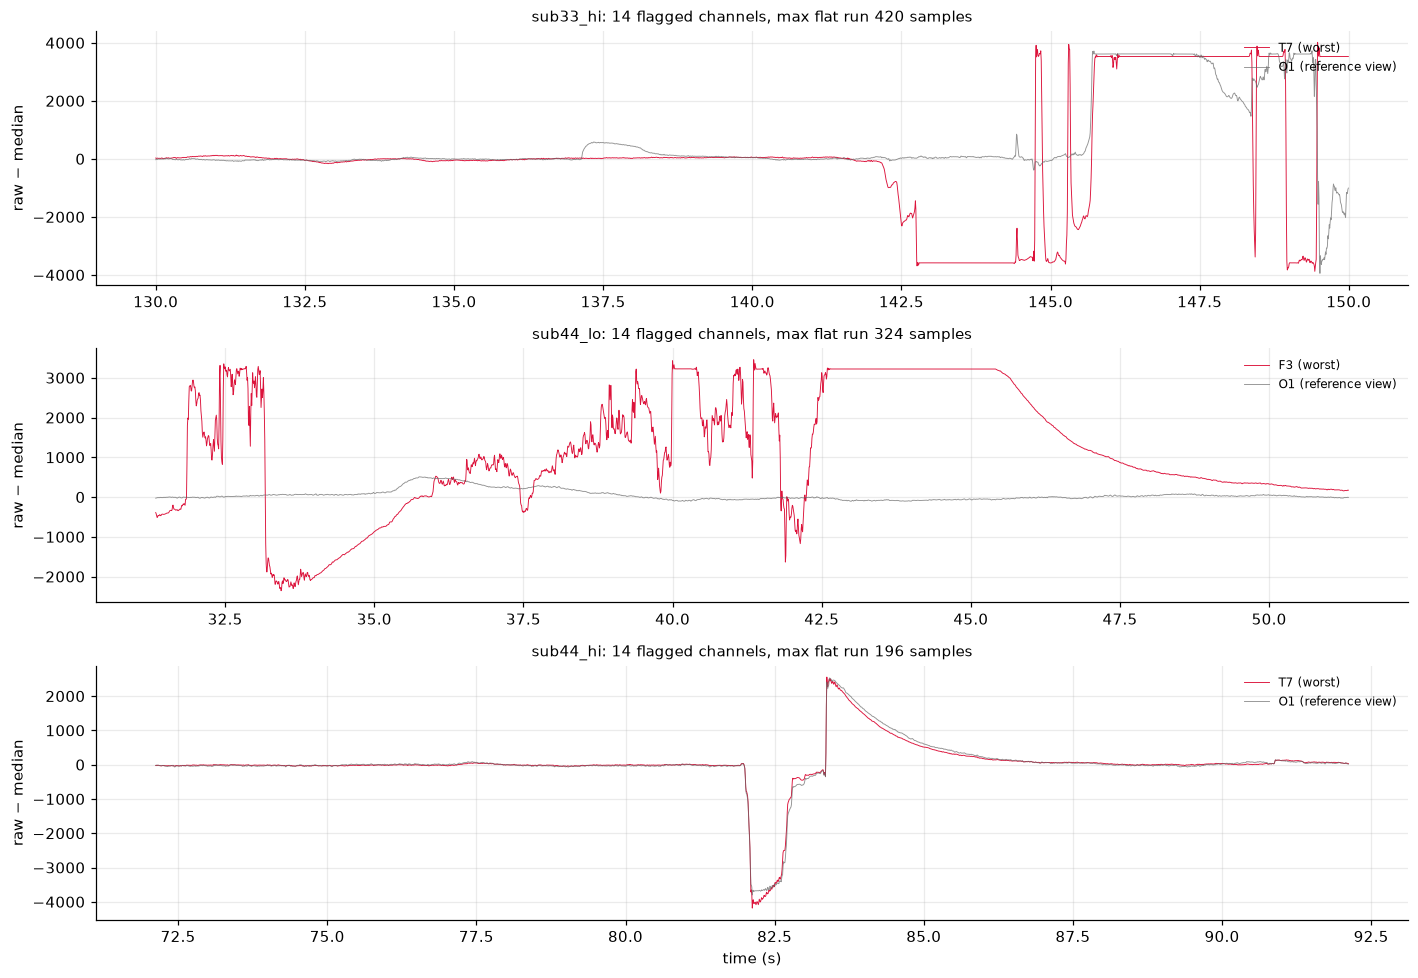 sub33_hi: 14 flagged channels, max flat run 420 samples
4000
2000
0
−2000
−4000
raw − median
T7 (worst)
O1 (reference view)
130.0 132.5 135.0 137.5 140.0 142.5 145.0 147.5 150.0
sub44_lo: 14 flagged channels, max flat run 324 samples
3000
2000
1000
0
−1000
−2000
raw − median
F3 (worst)
O1 (reference view)
32.5 35.0 37.5 40.0 42.5 45.0 47.5 50.0
sub44_hi: 14 flagged channels, max flat run 196 samples
2000
1000
0
−1000
−2000
−3000
−4000
raw − median
T7 (worst)
O1 (reference view)
72.5 75.0 77.5 80.0 82.5 85.0 87.5 90.0 92.5
time (s)